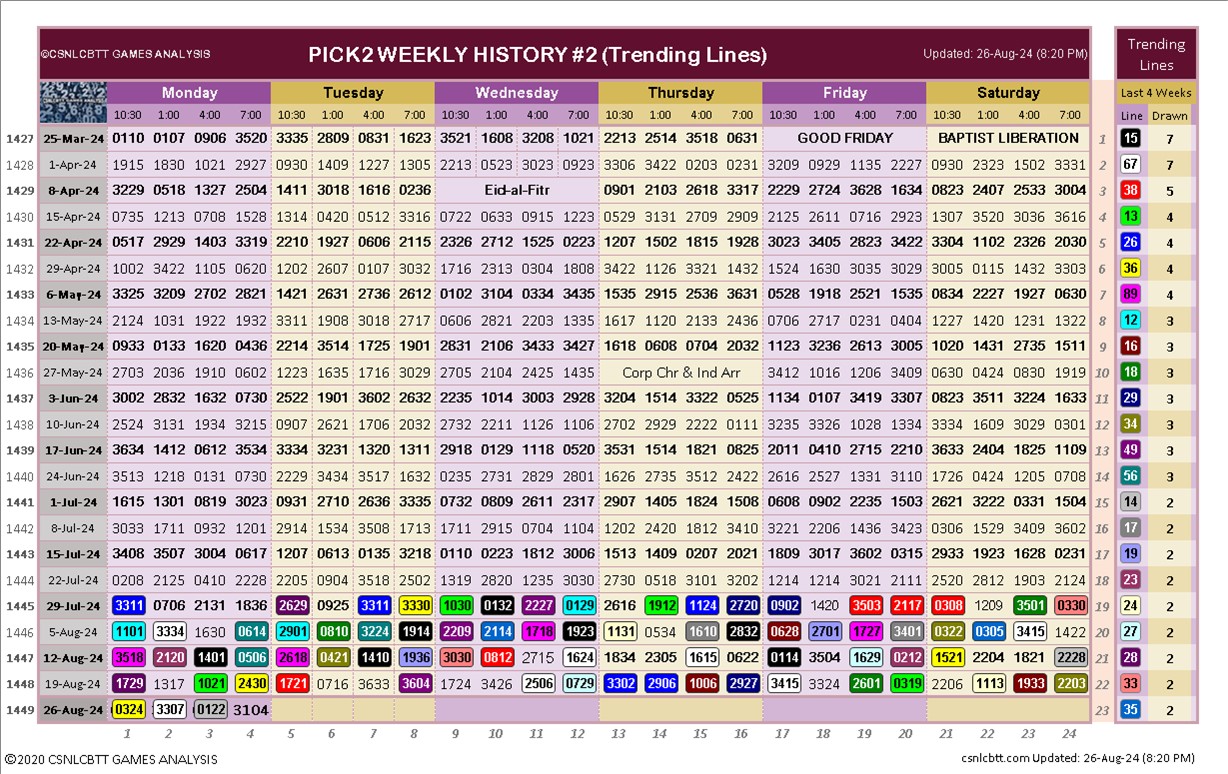 ©CSNLCBTT GAMES ANALYSIS PICK2 WEEKLY HISTORY #2 (Trending Lines) Updated: 26-Aug-24 (8:20 PM) Trending Lines
Monday Tuesday Wednesday Thursday Friday Saturday Last 4 Weeks
10:30 1:00 4:00 7:00 10:30 1:00 4:00 7:00 10:30 1:00 4:00 7:00 10:30 1:00 4:00 7:00 10:30 1:00 4:00 7:00 10:30 1:00 4:00 7:00 Line Drawn
1427 25-Mar-24 0110 0107 0906 3520 3335 2809 0831 1623 3521 1608 3208 1021 2213 2514 3518 0631 GOOD FRIDAY BAPTIST LIBERATION 1 15 7
1428 1-Apr-24 1915 1830 1021 2927 0930 1409 1227 1305 2213 0523 3023 0923 3306 3422 0203 0231 3209 0929 1135 2227 0930 2323 1502 3331 2 67 7
1429 8-Apr-24 3229 0518 1327 2504 1411 3018 1616 0236 Eid-al-Fitr 0901 2103 2618 3317 2229 2724 3628 1634 0823 2407 2533 3004 3 38 5
1430 15-Apr-24 0735 1213 0708 1528 1314 0420 0512 3316 0722 0633 0915 1223 0529 3131 2709 2909 2125 2611 0716 2923 1307 3520 3036 3616 4 13 4
1431 22-Apr-24 0517 2929 1403 3319 2210 1927 0606 2115 2326 2712 1525 0223 1207 1502 1815 1928 3023 3405 2823 3422 3304 1102 2326 2030 5 26 4
1432 29-Apr-24 1002 3422 1105 0620 1202 2607 0107 3032 1716 2313 0304 1808 3422 1126 3321 1432 1524 1630 3035 3029 3005 0115 1432 3303 6 36 4
1433 6-May-24 3325 3209 2702 2821 1421 2631 2736 2612 0102 3104 0334 3435 1535 2915 2536 3631 0528 1918 2521 1535 0834 2227 1927 0630 7 89 4
1434 13-May-24 2124 1031 1922 1932 3311 1908 3018 2717 0606 2821 2203 1335 1617 1120 2133 2436 0706 2717 0231 0404 1227 1420 1231 1322 8 12 3
1435 20-May-24 0933 0133 1620 0436 2214 3514 1725 1901 2831 2106 3433 3427 1618 0608 0704 2032 1123 3236 2613 3005 1020 1431 2735 1511 9 16 3
1436 27-May-24 2703 2036 1910 0602 1223 1635 1716 3029 2705 2104 2425 1435 Corp Chr & Ind Arr 3412 1016 1206 3409 0630 0424 0830 1919 10 18 3
1437 3-Jun-24 3002 2832 1632 0730 2522 1901 3602 2632 2235 1014 3003 2928 3204 1514 3322 0525 1134 0107 3419 3307 0823 3511 3224 1633 11 29 3
1438 10-Jun-24 2524 3131 1934 3215 0907 2621 1706 2032 2732 2211 1126 1106 2702 2929 2222 0111 3235 3326 1028 1334 3334 1609 3029 0301 12 34 3
1439 17-Jun-24 3634 1412 0612 3534 3334 3231 1320 1311 2918 0129 1118 0520 3531 1514 1821 0825 2011 0410 2715 2210 3633 2404 1825 1109 13 49 3
1440 24-Jun-24 3513 1218 0131 0730 2229 3434 3517 1635 0235 2731 2829 2801 1626 2735 3512 2422 2616 2527 1331 3110 1726 0424 1205 0708 14 56 3
1441 1-Jul-24 1615 1301 0819 3023 0931 2710 2636 3335 0732 0809 2611 2317 2907 1405 1824 1508 0608 0902 2235 1503 2621 3222 0331 1504 15 14 2
1442 8-Jul-24 3033 1711 0932 1201 2914 1534 3508 1713 1711 2915 0704 1104 1202 2420 1812 3410 3221 2206 1436 3423 0306 1529 3409 3602 16 17 2
1443 15-Jul-24 3408 3507 3004 0617 1207 0613 0135 3218 0110 0223 1812 3006 1513 1409 0207 2021 1809 3017 3602 0315 2933 1923 1628 0231 17 19 2
1444 22-Jul-24 0208 2125 0410 2228 2205 0904 3518 2502 1319 2820 1235 3030 2730 0518 3101 3202 1214 1214 3021 2111 2520 2812 1903 2124 18 23 2
1445 29-Jul-24 3311 0706 2131 1836 2629 0925 3311 3330 1030 0132 2227 0129 2616 1912 1124 2720 0902 1420 3503 2117 0308 1209 3501 0330 19 24 2
1446 5-Aug-24 1101 3334 1630 0614 2901 0810 3224 1914 2209 2114 1718 1923 1131 0534 1610 2832 0628 2701 1727 3401 0322 0305 3415 1422 20 27 2
1447 12-Aug-24 3518 2120 1401 0506 2618 0421 1410 1936 3030 0812 2715 1624 1834 2305 1615 0622 0114 3504 1629 0212 1521 2204 1821 2228 21 28 2
1448 19-Aug-24 1729 1317 1021 2430 1721 0716 3633 3604 1724 3426 2506 0729 3302 2906 1006 2927 3415 3324 2601 0319 2206 1113 1933 2203 22 33 2
1449 26-Aug-24 0324 3307 0122 3104 23 35 2
1 2 3 4 5 6 7 8 9 10 11 12 13 14 15 16 17 18 19 20 21 22 23 24
©2020 CSNLCBTT GAMES ANALYSIS csnlcbtt.com Updated: 26-Aug-24 (8:20 PM)